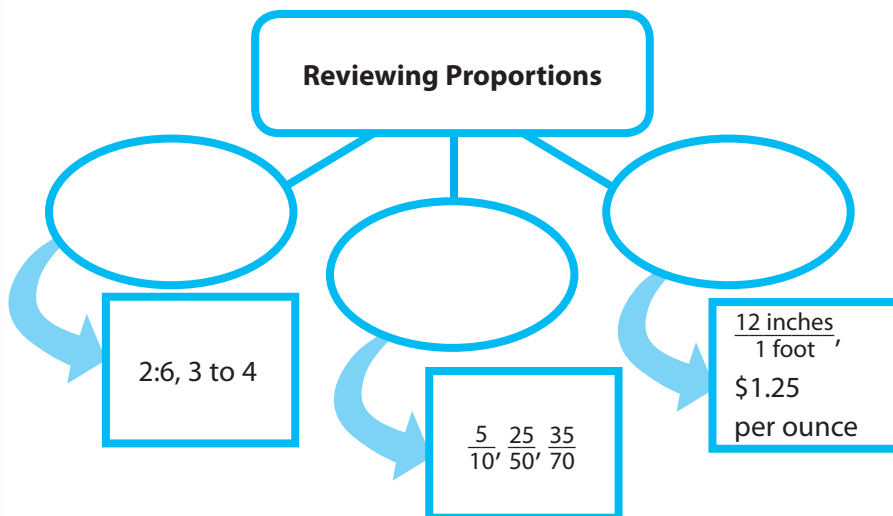 Reviewing Proportions
2:6, 3 to 4
5/10, 25/50, 35/70
12 inches/1 foot,
$1.25
per ounce